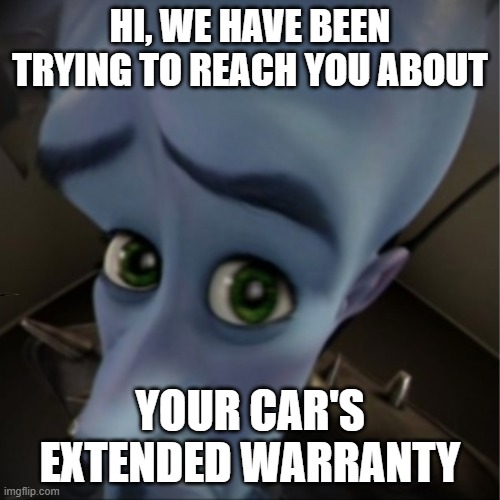 HI, WE HAVE BEEN
TRYING TO REACH YOU ABOUT
YOUR CAR'S
EXTENDED WARRANTY
imgflip.com